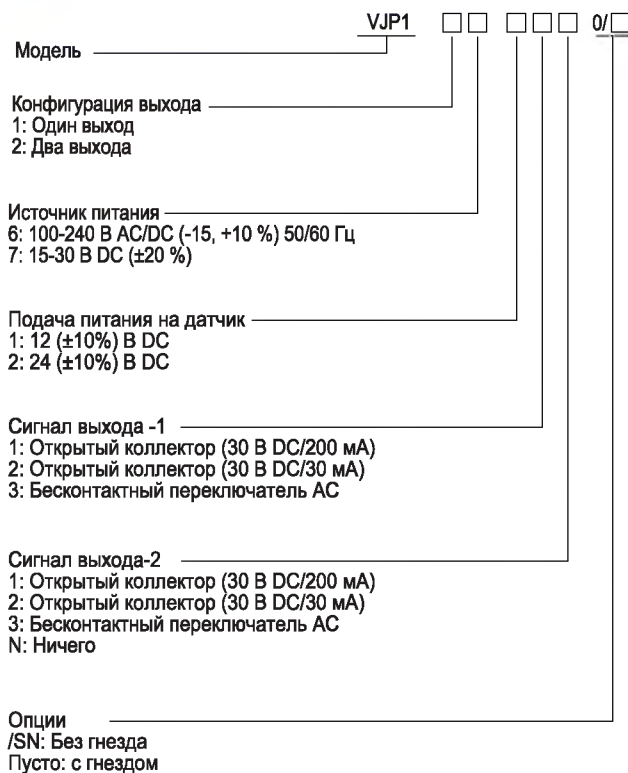 VJP1 □□ □□□ 0/□
Модель
Конфигурация выхода
1: Один выход
2: Два выхода
Источник питания
6: 100-240 В AC/DC (-15, +10 %) 50/60 Гц
7: 15-30 В DC (±20 %)
Подача питания на датчик
1: 12 (±10%) В DC
2: 24 (±10%) В DC
Сигнал выхода -1
1: Открытый коллектор (30 В DC/200 мА)
2: Открытый коллектор (30 В DC/30 мА)
3: Бесконтактный переключатель АС
Сигнал выхода-2
1: Открытый коллектор (30 В DC/200 мА)
2: Открытый коллектор (30 В DC/30 мА)
3: Бесконтактный переключатель АС
N: Ничего
Опции
/SN: Без гнезда
Пусто: с гнездом